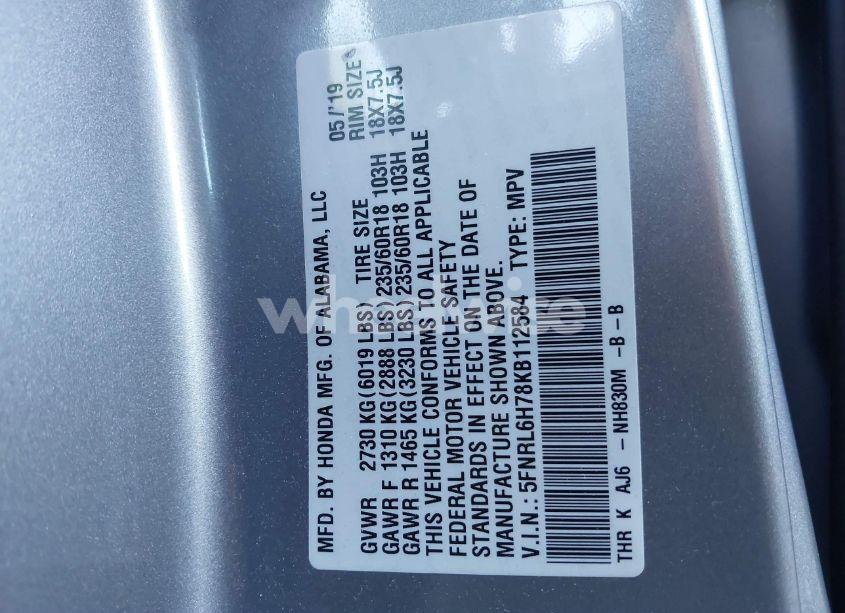 MFD. BY HONDA MFG. OF ALABAMA, LLC 05/'19
GVWR 2730 KG(6019 LBS) TIRE SIZE RIM SIZE
GAWR F 1310 KG(2888 LBS)235/60R18 103H 18X7.5J
GAWR R 1465 KG(3230 LBS)235/60R18 103H 18X7.5J
THIS VEHICLE CONFORMS TO ALL APPLICABLE
FEDERAL MOTOR VEHICLE SAFETY
STANDARDS IN EFFECT ON THE DATE OF
MANUFACTURE SHOWN ABOVE.
V.I.N.: 5FNRL6H78KB112584 TYPE: MPV
THR K AJ6 - NH830M -B - B